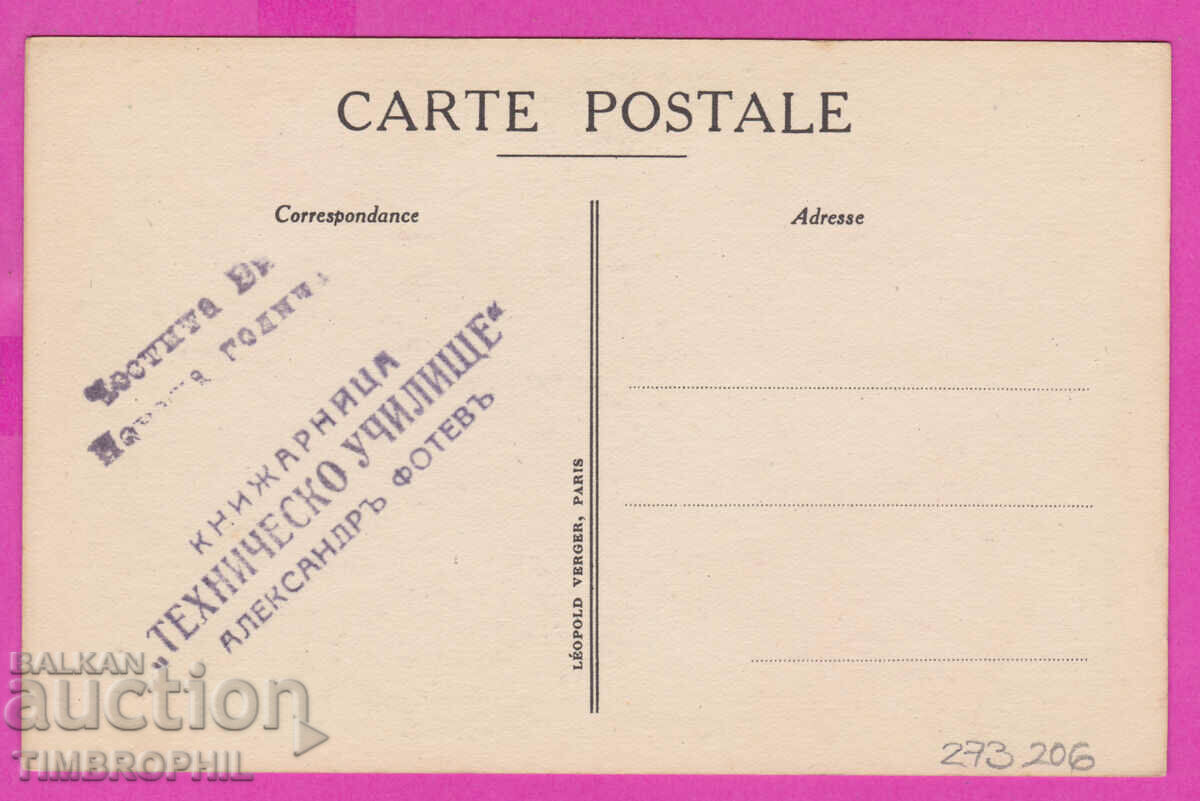 CARTE POSTALE
Correspondance
Adresse
Честита Ви
година
КНИЖАРНИЦА
„ТЕХНИЧЕСКО УЧИЛИЩЕ“
АЛЕКСАНДРЪ ФОТЕВЪ
LÉOPOLD VERGER, PARIS
BALKAN
auction
TIMBROPHIL
273 206